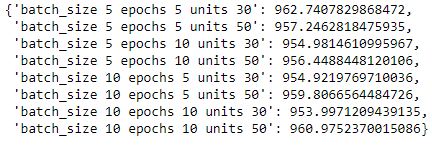 {'batch_size 5 epochs 5 units 30': 962.7407829868472,
'batch_size 5 epochs 5 units 50': 957.2462818475935,
'batch_size 5 epochs 10 units 30': 954.9814610995967,
'batch_size 5 epochs 10 units 50': 956.4488448120106,
'batch_size 10 epochs 5 units 30': 954.9219769710036,
'batch_size 10 epochs 5 units 50': 959.8066564484726,
'batch_size 10 epochs 10 units 30': 953.9971209439135,
'batch_size 10 epochs 10 units 50': 960.9752370015086}